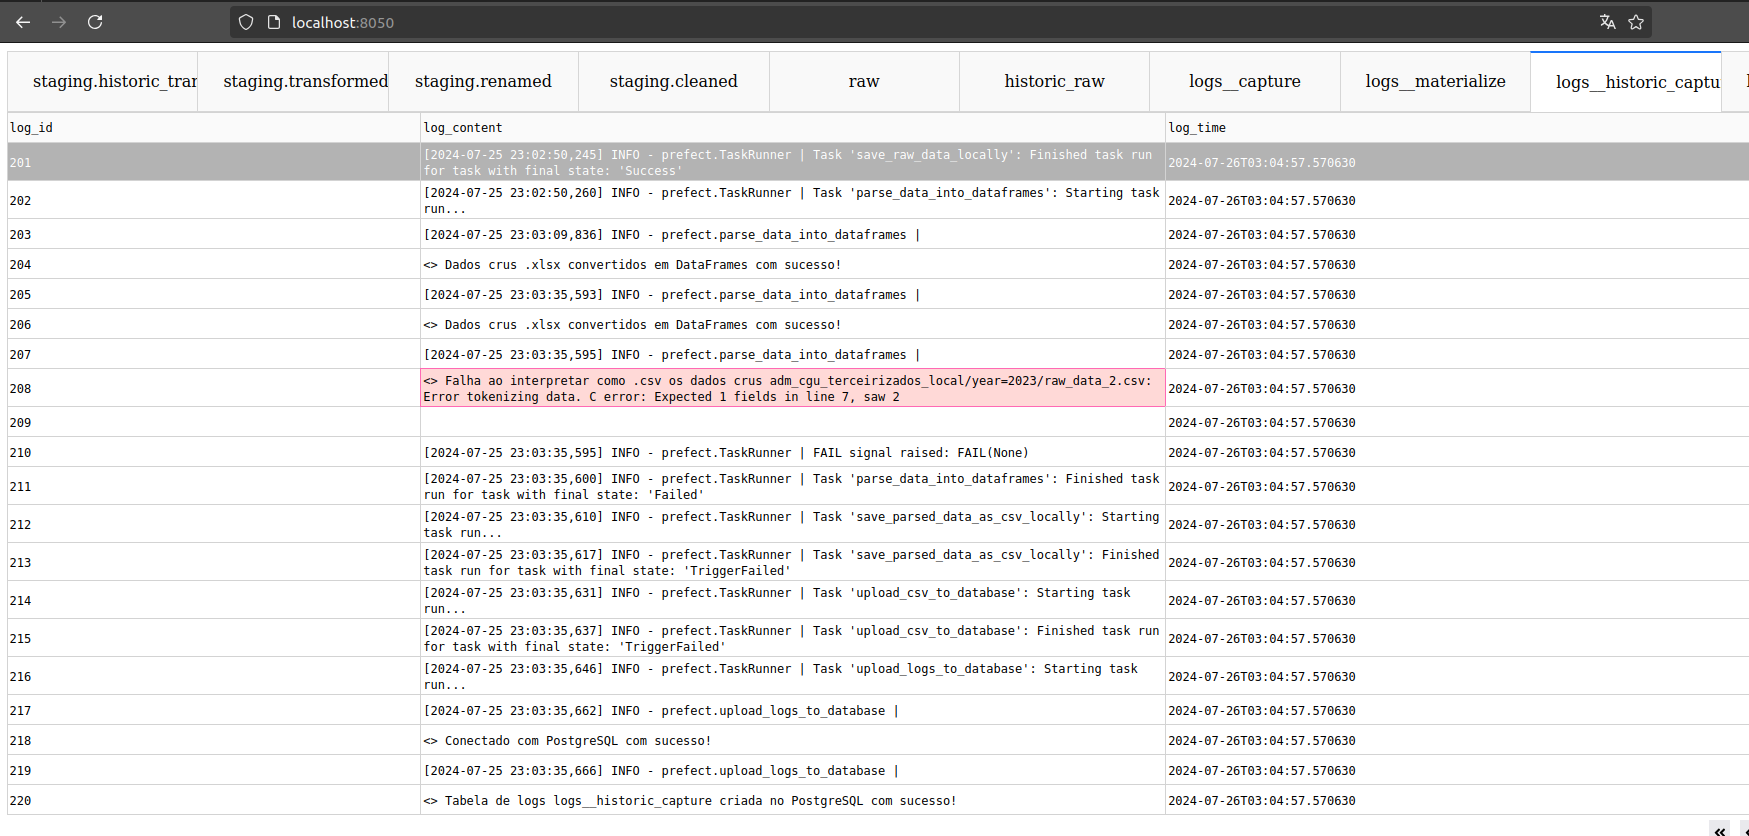 localhost:8050
staging.historic_tran staging.transformed staging.renamed staging.cleaned raw historic_raw logs__capture logs__materialize logs__historic_captu
log_id log_content log_time
201 [2024-07-25 23:02:50,245] INFO - prefect.TaskRunner | Task 'save_raw_data_locally': Finished task run 2024-07-26T03:04:57.570630
for task with final state: 'Success'
202 [2024-07-25 23:02:50,260] INFO - prefect.TaskRunner | Task 'parse_data_into_dataframes': Starting task 2024-07-26T03:04:57.570630
run...
203 [2024-07-25 23:03:09,836] INFO - prefect.parse_data_into_dataframes | 2024-07-26T03:04:57.570630
204 <> Dados crus .xlsx convertidos em DataFrames com sucesso! 2024-07-26T03:04:57.570630
205 [2024-07-25 23:03:35,593] INFO - prefect.parse_data_into_dataframes | 2024-07-26T03:04:57.570630
206 <> Dados crus .xlsx convertidos em DataFrames com sucesso! 2024-07-26T03:04:57.570630
207 [2024-07-25 23:03:35,595] INFO - prefect.parse_data_into_dataframes | 2024-07-26T03:04:57.570630
208 <> Falha ao interpretar como .csv os dados crus adm_cgu_terceirizados_local/year=2023/raw_data_2.csv: 2024-07-26T03:04:57.570630
Error tokenizing data. C error: Expected 1 fields in line 7, saw 2
209 2024-07-26T03:04:57.570630
210 [2024-07-25 23:03:35,595] INFO - prefect.TaskRunner | FAIL signal raised: FAIL(None) 2024-07-26T03:04:57.570630
211 [2024-07-25 23:03:35,600] INFO - prefect.TaskRunner | Task 'parse_data_into_dataframes': Finished task 2024-07-26T03:04:57.570630
run for task with final state: 'Failed'
212 [2024-07-25 23:03:35,610] INFO - prefect.TaskRunner | Task 'save_parsed_data_as_csv_locally': Starting 2024-07-26T03:04:57.570630
task run...
213 [2024-07-25 23:03:35,617] INFO - prefect.TaskRunner | Task 'save_parsed_data_as_csv_locally': Finished 2024-07-26T03:04:57.570630
task run for task with final state: 'TriggerFailed'
214 [2024-07-25 23:03:35,631] INFO - prefect.TaskRunner | Task 'upload_csv_to_database': Starting task 2024-07-26T03:04:57.570630
run...
215 [2024-07-25 23:03:35,637] INFO - prefect.TaskRunner | Task 'upload_csv_to_database': Finished task run 2024-07-26T03:04:57.570630
for task with final state: 'TriggerFailed'
216 [2024-07-25 23:03:35,646] INFO - prefect.TaskRunner | Task 'upload_logs_to_database': Starting task 2024-07-26T03:04:57.570630
run...
217 [2024-07-25 23:03:35,662] INFO - prefect.upload_logs_to_database | 2024-07-26T03:04:57.570630
218 <> Conectado com PostgreSQL com sucesso! 2024-07-26T03:04:57.570630
219 [2024-07-25 23:03:35,666] INFO - prefect.upload_logs_to_database | 2024-07-26T03:04:57.570630
220 <> Tabela de logs logs__historic_capture criada no PostgreSQL com sucesso! 2024-07-26T03:04:57.570630
«